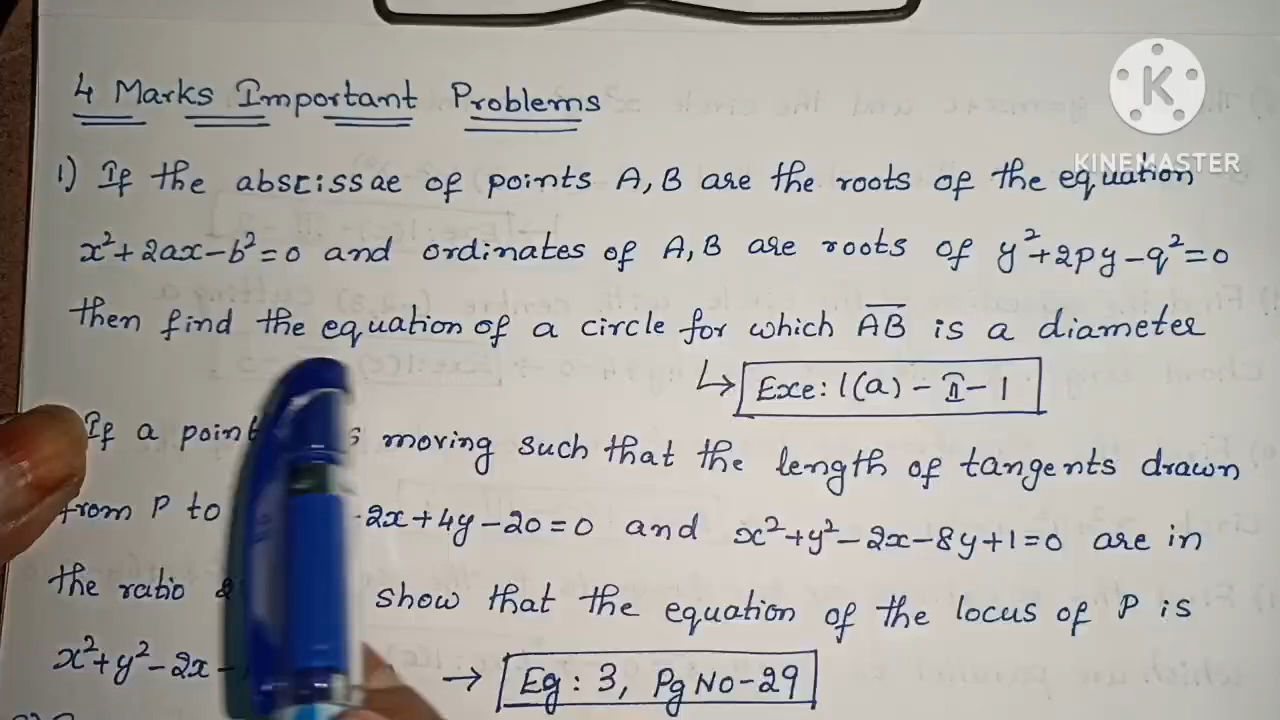 4 Marks Important Problems
KINEMASTER
1) If the abscissae of points A, B are the roots of the equation
x²+2ax-b²=0 and ordinates of A, B are roots of y²+2py-q²=0
then find the equation of a circle for which A̅B̅ is a diameter
↳ Exe: 1(a) - II - 1
If a point is moving such that the length of tangents drawn
from P to -2x+4y-20=0 and x²+y²-2x-8y+1=0 are in
the ratio show that the equation of the locus of P is
x²+y²-2x-
→ Eg: 3, Pg No-29